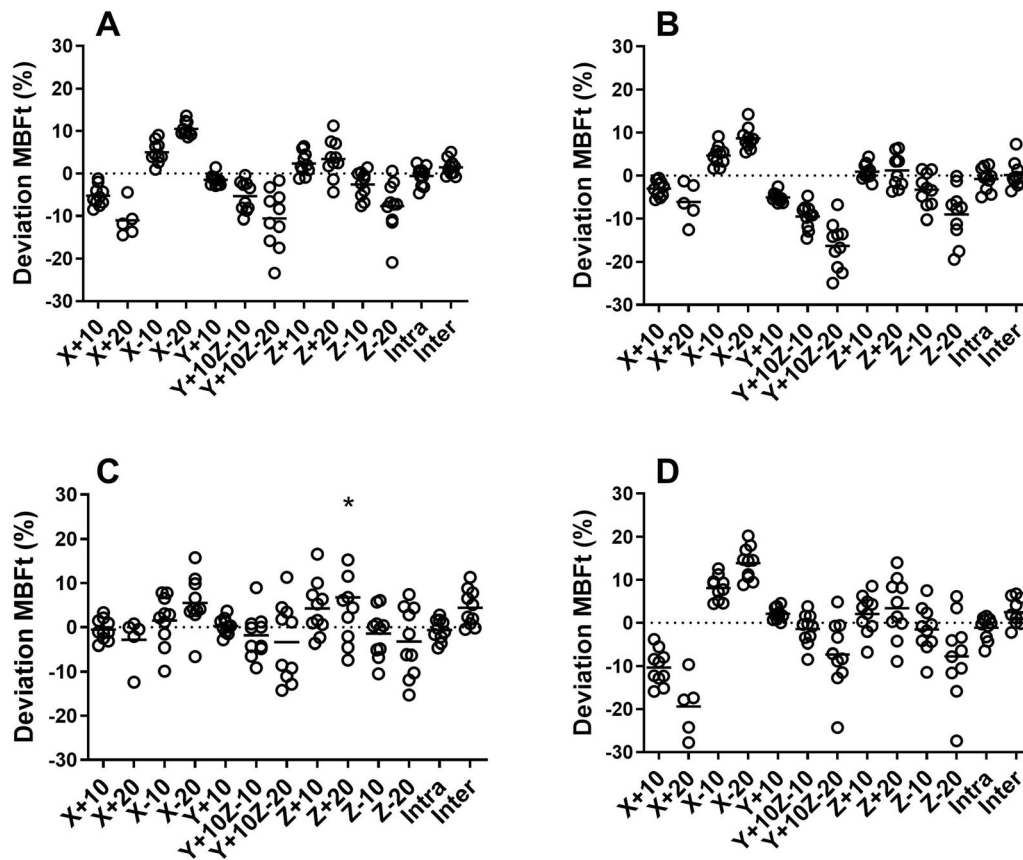 A
Deviation MBFt (%)
30
20
10
0
-10
-20
-30
X+10
X+20
X-10
X-20
Y+10
Y+10Z-10
Y+10Z-20
Z+10
Z+20
Z-10
Z-20
Intra
Inter
B
Deviation MBFt (%)
30
20
10
0
-10
-20
-30
X+10
X+20
X-10
X-20
Y+10
Y+10Z-10
Y+10Z-20
Z+10
Z+20
Z-10
Z-20
Intra
Inter
C
Deviation MBFt (%)
30
20
10
0
-10
-20
-30
*
X+10
X+20
X-10
X-20
Y+10
Y+10Z-10
Y+10Z-20
Z+10
Z+20
Z-10
Z-20
Intra
Inter
D
Deviation MBFt (%)
30
20
10
0
-10
-20
-30
X+10
X+20
X-10
X-20
Y+10
Y+10Z-10
Y+10Z-20
Z+10
Z+20
Z-10
Z-20
Intra
Inter